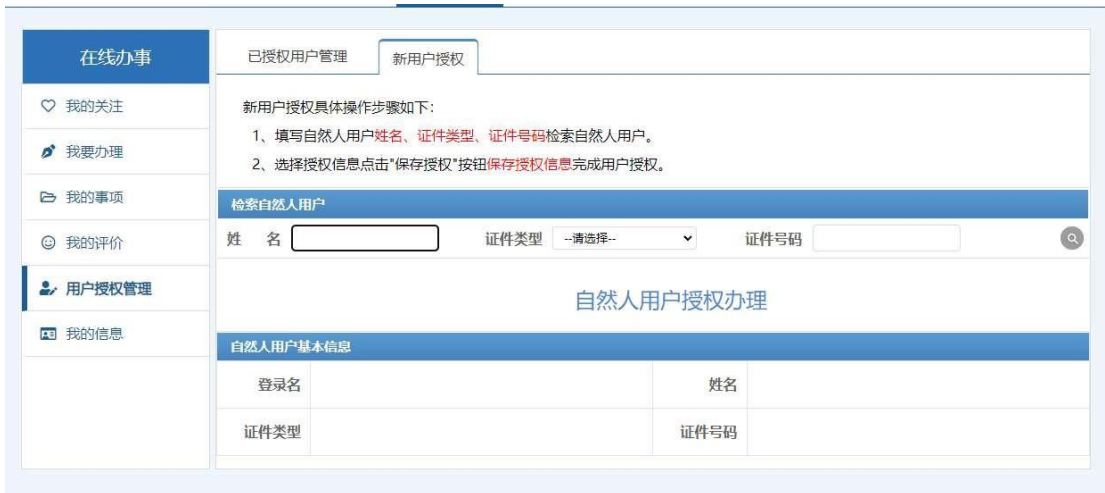 在线办事
我的关注
我要办理
我的事项
我的评价
用户授权管理
我的信息
已授权用户管理 新用户授权
新用户授权具体操作步骤如下：
1、填写自然人用户姓名、证件类型、证件号码检索自然人用户。
2、选择授权信息点击"保存授权"按钮保存授权信息完成用户授权。
检索自然人用户
姓 名 证件类型 --请选择-- 证件号码
自然人用户授权办理
自然人用户基本信息
登录名 姓名
证件类型 证件号码